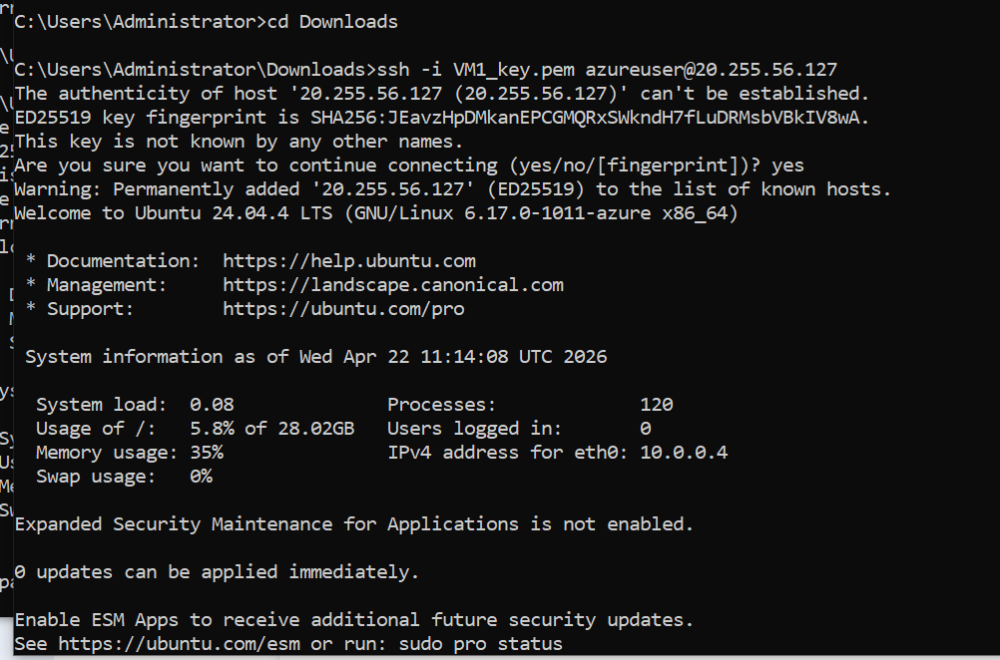 C:\Users\Administrator>cd Downloads
C:\Users\Administrator\Downloads>ssh -i VM1_key.pem azureuser@20.255.56.127
The authenticity of host '20.255.56.127 (20.255.56.127)' can't be established.
ED25519 key fingerprint is SHA256:JEavzHpDMkanEPCGMQRxSWkndH7fLuDRMsbVBkIV8wA.
This key is not known by any other names.
Are you sure you want to continue connecting (yes/no/[fingerprint])? yes
Warning: Permanently added '20.255.56.127' (ED25519) to the list of known hosts.
Welcome to Ubuntu 24.04.4 LTS (GNU/Linux 6.17.0-1011-azure x86_64)
* Documentation:  https://help.ubuntu.com
* Management:     https://landscape.canonical.com
* Support:        https://ubuntu.com/pro
System information as of Wed Apr 22 11:14:08 UTC 2026
System load:  0.08              Processes:             120
Usage of /:   5.8% of 28.02GB   Users logged in:       0
Memory usage: 35%               IPv4 address for eth0: 10.0.0.4
Swap usage:   0%
Expanded Security Maintenance for Applications is not enabled.
0 updates can be applied immediately.
Enable ESM Apps to receive additional future security updates.
See https://ubuntu.com/esm or run: sudo pro status